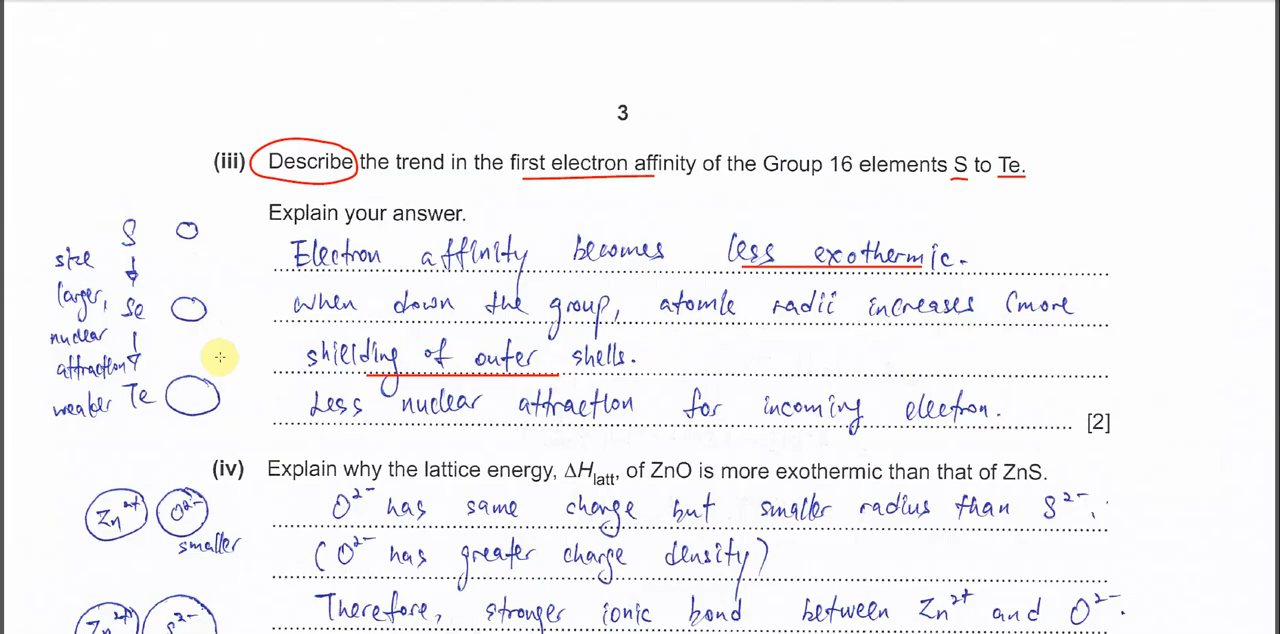 3
(iii) Describe the trend in the first electron affinity of the Group 16 elements S to Te.
Explain your answer.
Electron affinity becomes less exothermic.
When down the group, atomic radii increases (more
shielding of outer shells.
Less nuclear attraction for incoming electron.
[2]
S
size
larger,
Se
nuclear
attraction
weaker
Te
(iv) Explain why the lattice energy, ΔHlatt, of ZnO is more exothermic than that of ZnS.
Zn2+ O2-
smaller
O2- has same charge but smaller radius than S2-.
(O2- has greater charge density)
Therefore, stronger ionic bond between Zn2+ and O2-.
Zn2+ S2-